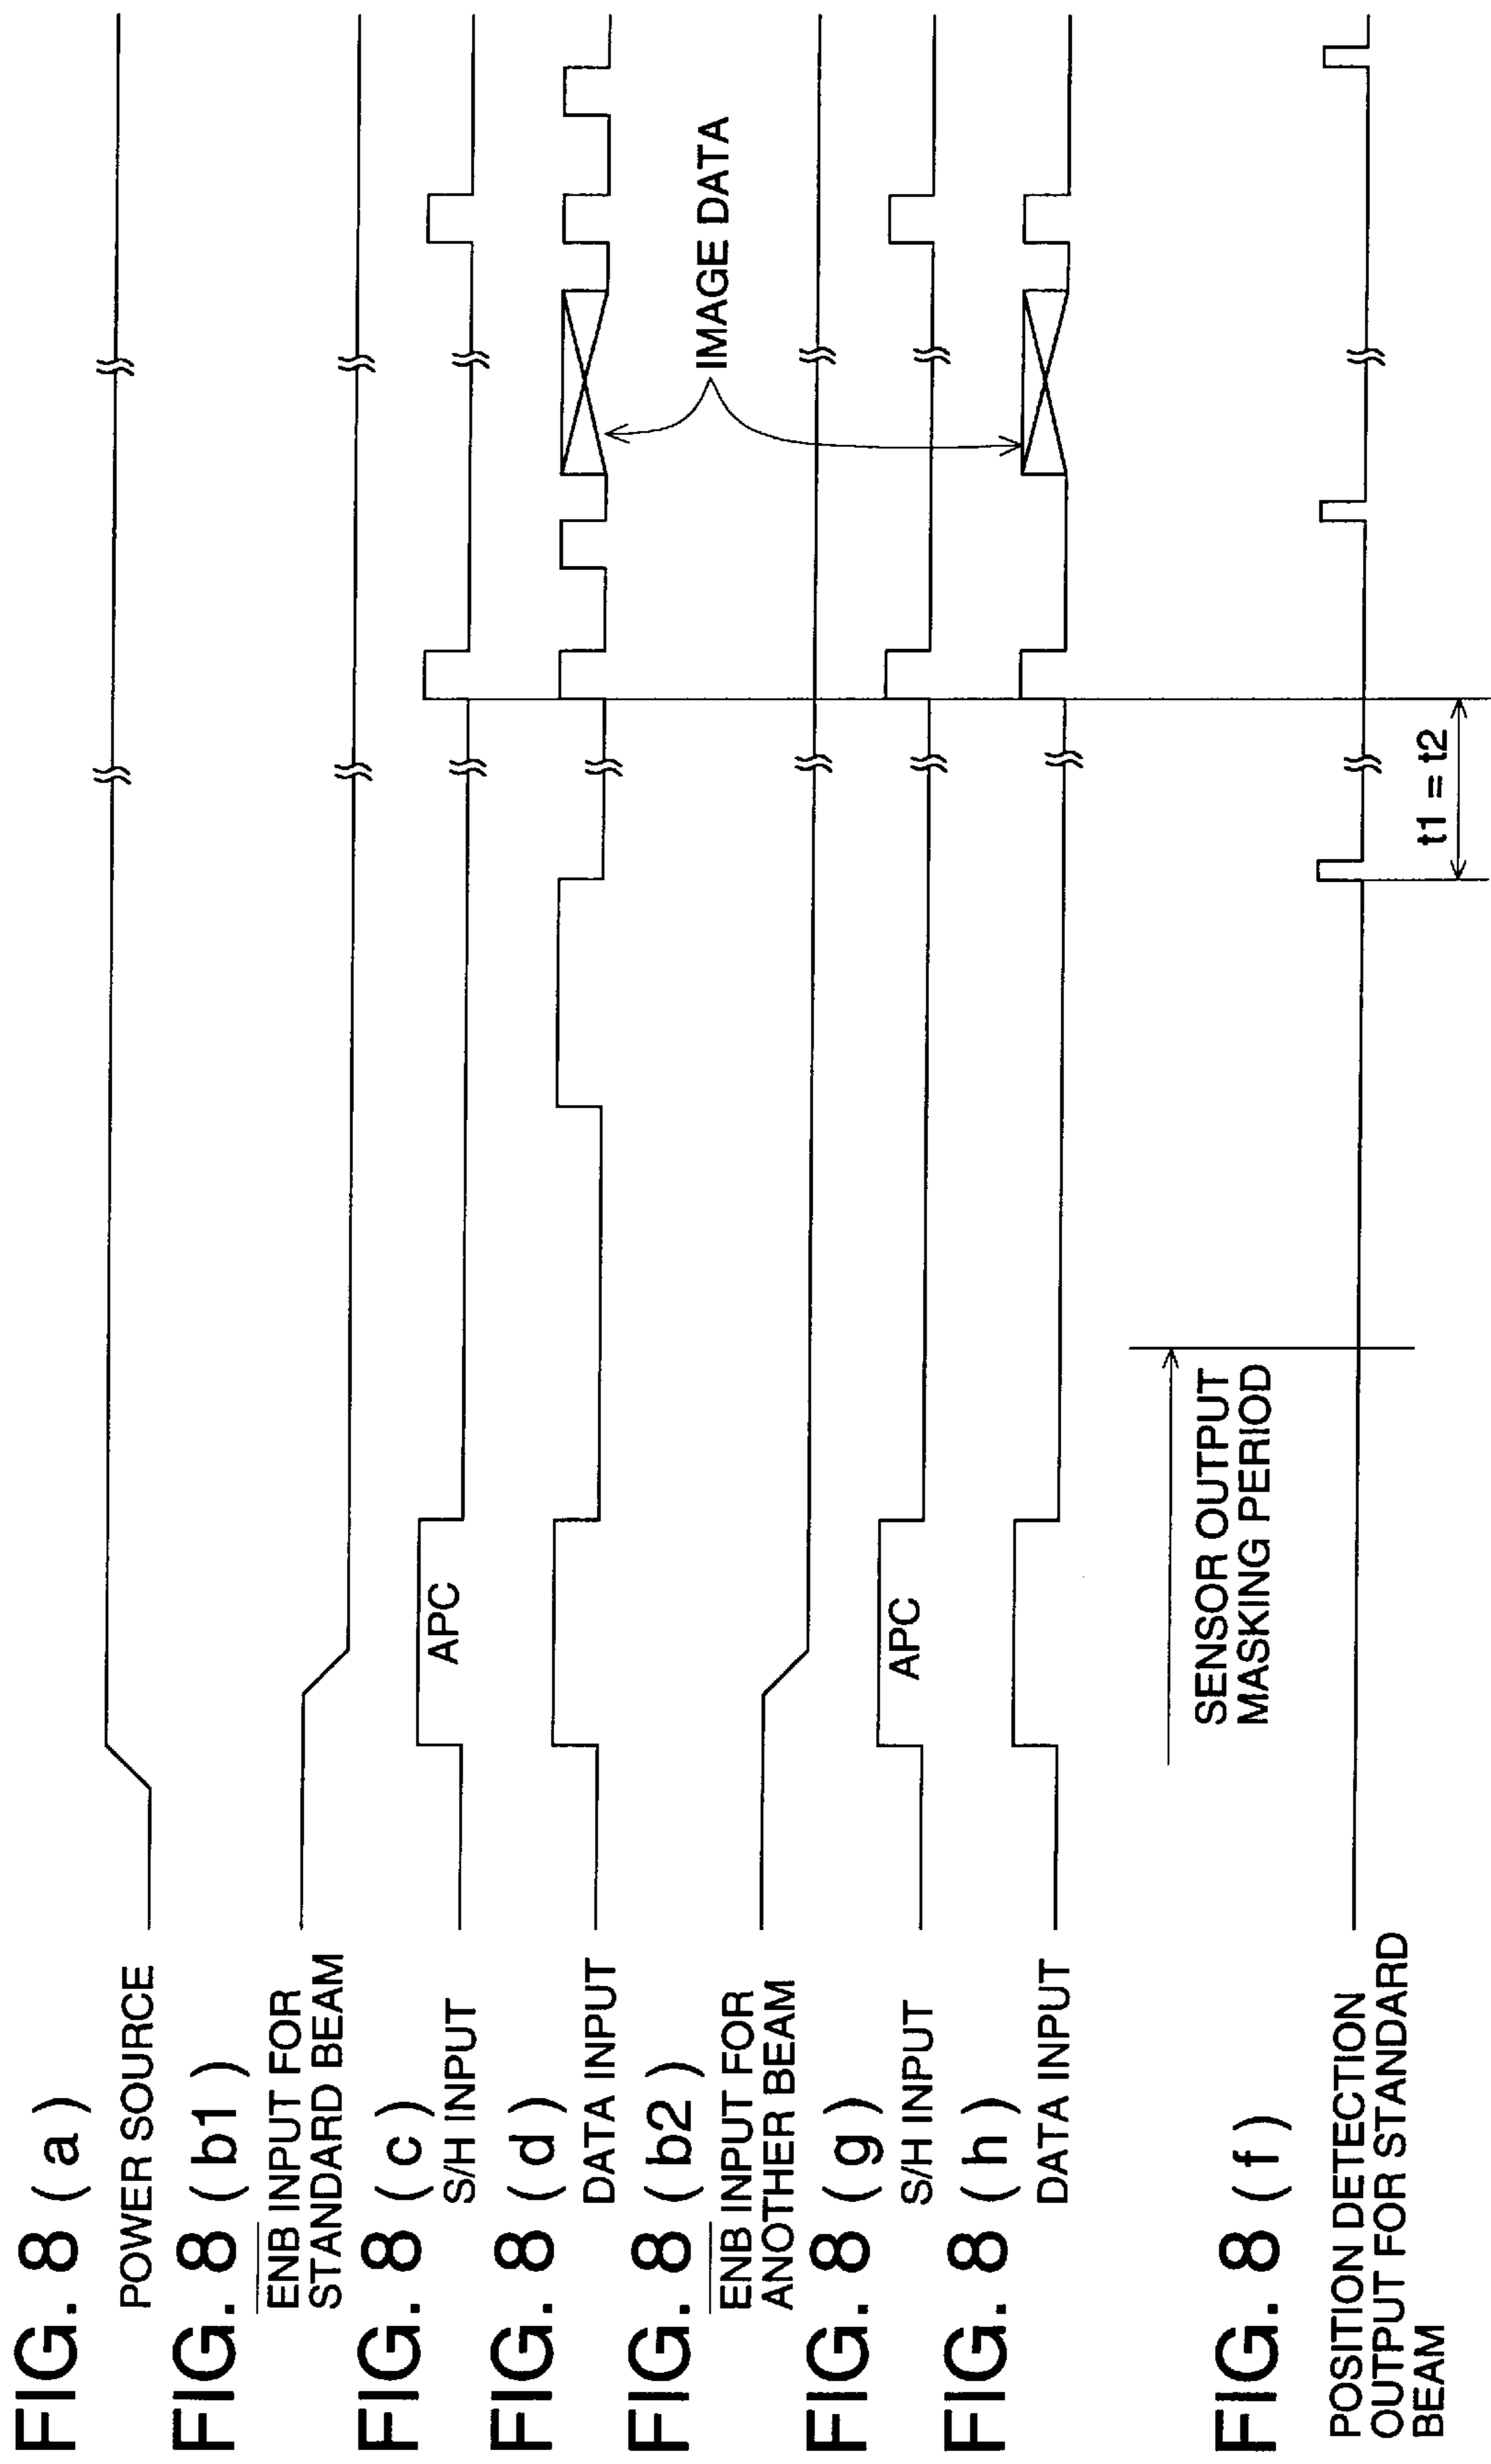 FIG. 8 ( a )
POWER SOURCE
FIG. 8 ( b1 )
ENB INPUT FOR
STANDARD BEAM
FIG. 8 ( c )
S/H INPUT
APC
FIG. 8 ( d )
DATA INPUT
IMAGE DATA
FIG. 8 ( b2 )
ENB INPUT FOR
ANOTHER BEAM
FIG. 8 ( g )
S/H INPUT
APC
FIG. 8 ( h )
DATA INPUT
SENSOR OUTPUT
MASKING PERIOD
FIG. 8 ( f )
POSITION DETECTION
OUTPUT FOR STANDARD
BEAM
t1 = t2